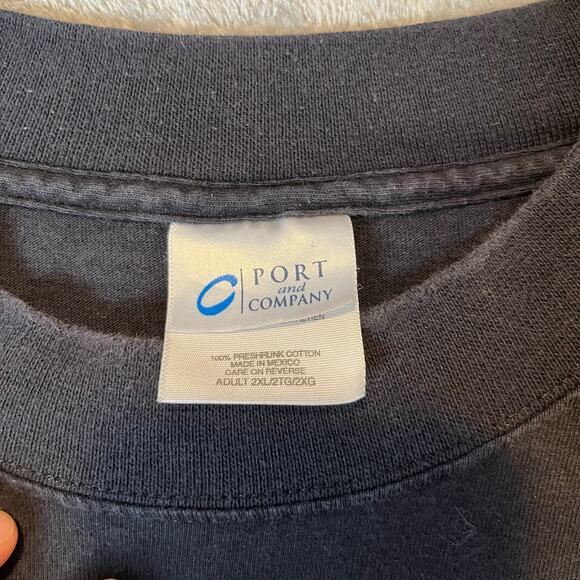 PORT
and
COMPANY
100% PRESHRUNK COTTON
MADE IN MEXICO
CARE ON REVERSE
ADULT 2XL/2TG/2XG